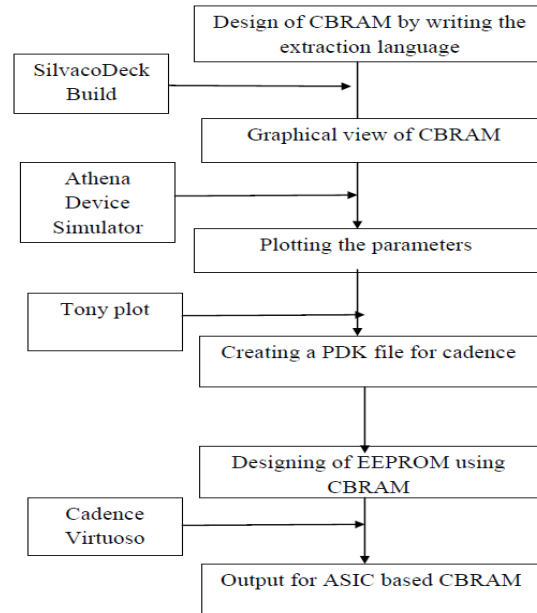 Design of CBRAM by writing the
extraction language
SilvacoDeck
Build
Graphical view of CBRAM
Athena
Device
Simulator
Plotting the parameters
Tony plot
Creating a PDK file for cadence
Designing of EEPROM using
CBRAM
Cadence
Virtuoso
Output for ASIC based CBRAM